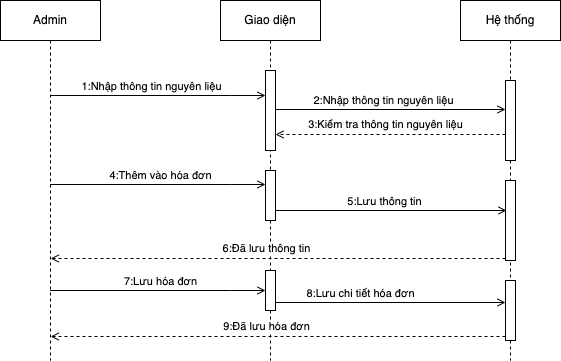 Admin
Giao diện
Hệ thống
1:Nhập thông tin nguyên liệu
2:Nhập thông tin nguyên liệu
3:Kiểm tra thông tin nguyên liệu
4:Thêm vào hóa đơn
5:Lưu thông tin
6:Đã lưu thông tin
7:Lưu hóa đơn
8:Lưu chi tiết hóa đơn
9:Đã lưu hóa đơn